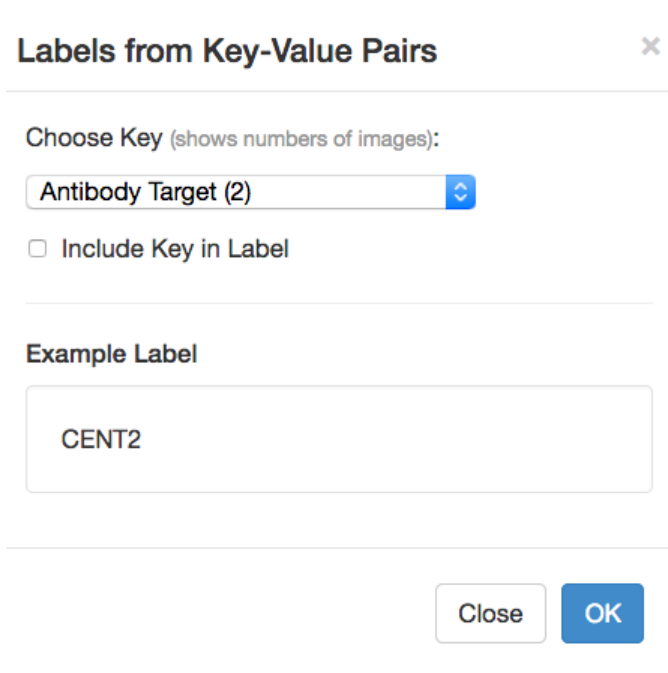 Labels from Key-Value Pairs ×
Choose Key (shows numbers of images):
Antibody Target (2)
Include Key in Label
Example Label
CENT2
Close OK